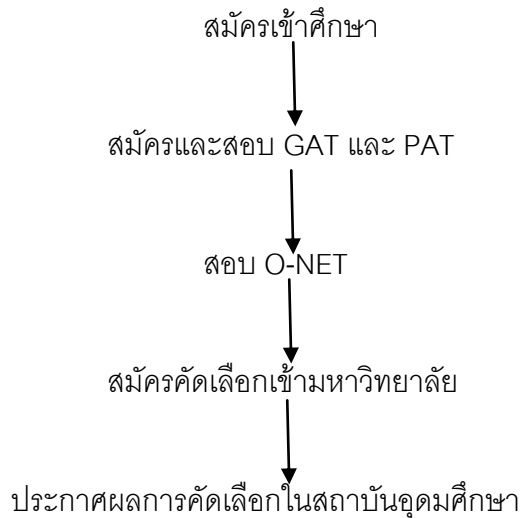 สมัครเข้าศึกษา
สมัครและสอบ GAT และ PAT
สอบ O-NET
สมัครคัดเลือกเข้ามหาวิทยาลัย
ประกาศผลการคัดเลือกในสถาบันอุดมศึกษา